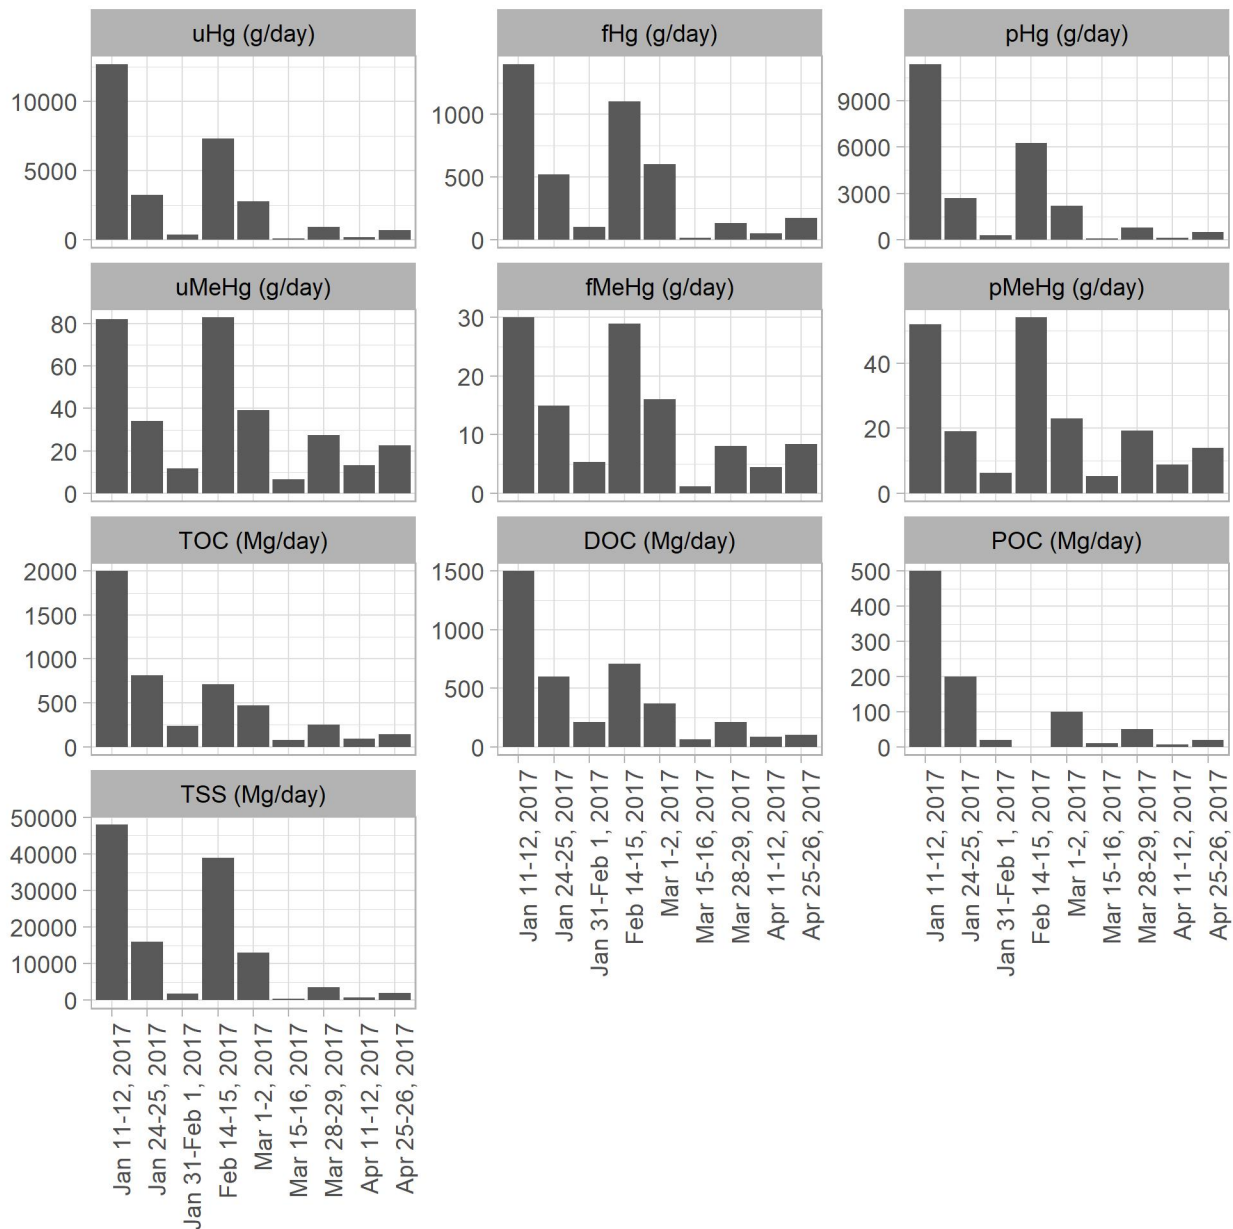 uHg (g/day)
fHg (g/day)
pHg (g/day)
10000
5000
0
1000
500
0
9000
6000
3000
0
uMeHg (g/day)
fMeHg (g/day)
pMeHg (g/day)
80
60
40
20
0
30
20
10
0
40
20
0
TOC (Mg/day)
DOC (Mg/day)
POC (Mg/day)
2000
1500
1000
500
0
1500
1000
500
0
500
400
300
200
100
0
TSS (Mg/day)
50000
40000
30000
20000
10000
0
Jan 11-12, 2017
Jan 24-25, 2017
Jan 31-Feb 1, 2017
Feb 14-15, 2017
Mar 1-2, 2017
Mar 15-16, 2017
Mar 28-29, 2017
Apr 11-12, 2017
Apr 25-26, 2017
Jan 11-12, 2017
Jan 24-25, 2017
Jan 31-Feb 1, 2017
Feb 14-15, 2017
Mar 1-2, 2017
Mar 15-16, 2017
Mar 28-29, 2017
Apr 11-12, 2017
Apr 25-26, 2017
Jan 11-12, 2017
Jan 24-25, 2017
Jan 31-Feb 1, 2017
Feb 14-15, 2017
Mar 1-2, 2017
Mar 15-16, 2017
Mar 28-29, 2017
Apr 11-12, 2017
Apr 25-26, 2017